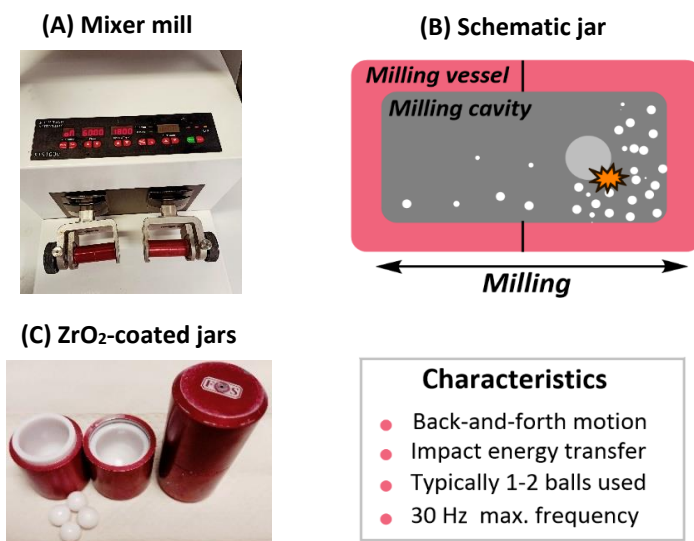 (A) Mixer mill
(B) Schematic jar
Milling vessel
Milling cavity
Milling
(C) ZrO₂-coated jars
Characteristics
Back-and-forth motion
Impact energy transfer
Typically 1-2 balls used
30 Hz max. frequency